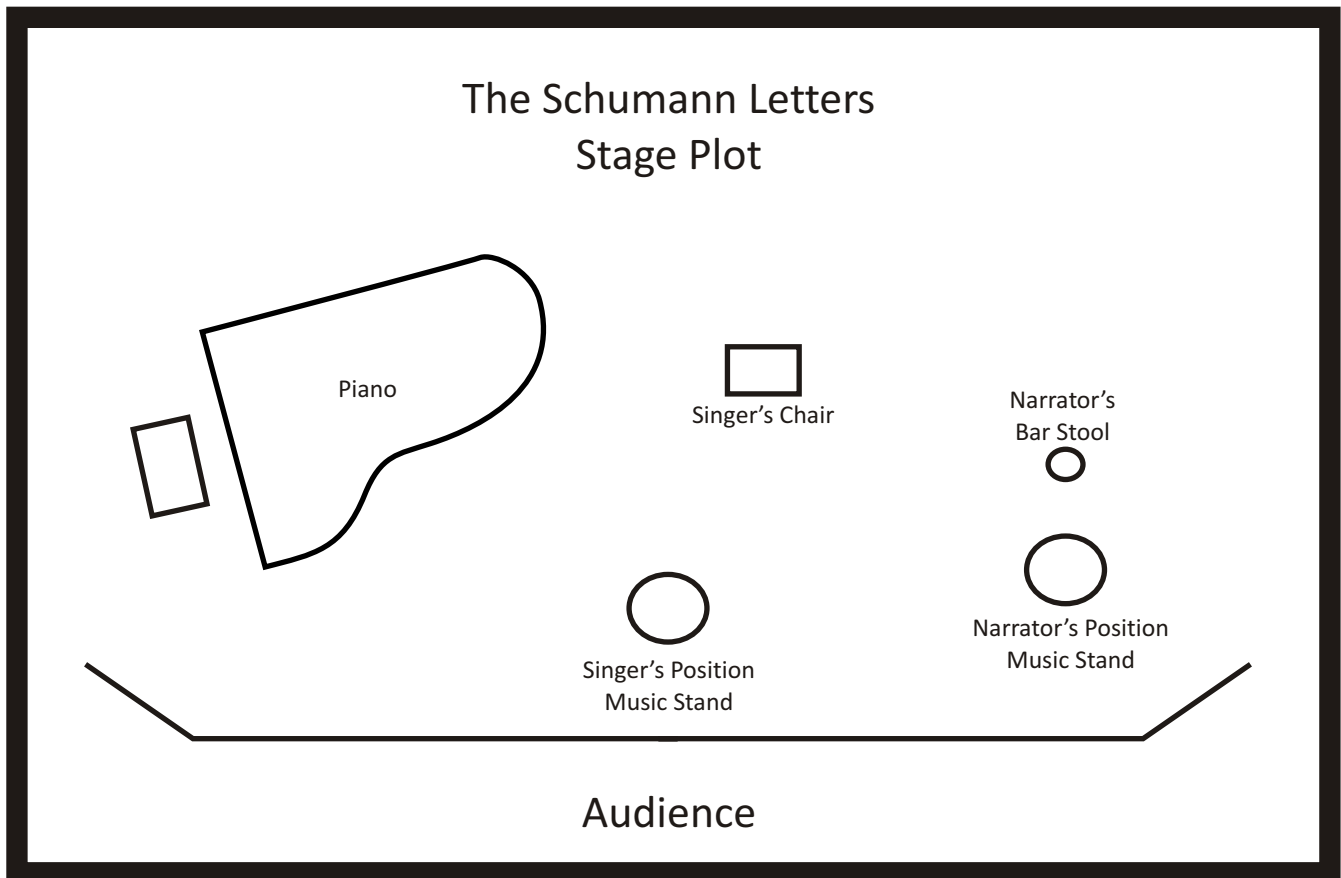 The Schumann Letters
Stage Plot
Piano
Singer’s Chair
Narrator’s
Bar Stool
Singer’s Position
Music Stand
Narrator’s Position
Music Stand
Audience